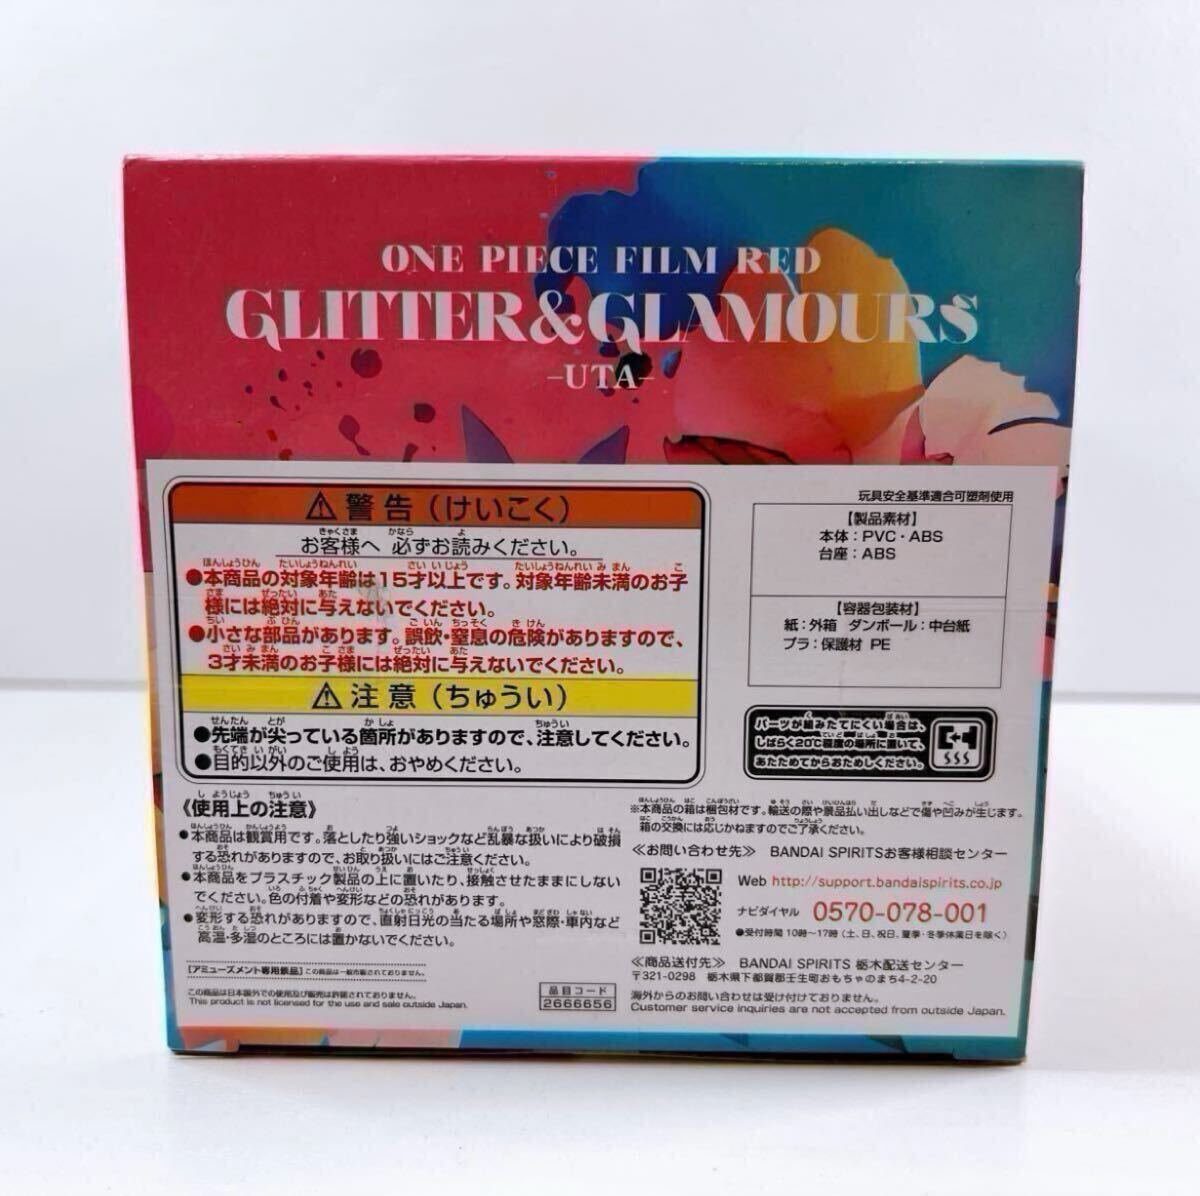 ONE PIECE FILM RED
GLITTER&GLAMOURS
-UTA-
⚠警告(けいこく)
お客様へ 必ずお読みください。
●本商品の対象年齢は15才以上です。対象年齢未満のお子
様には絶対に与えないでください。
●小さな部品があります。誤飲・窒息の危険がありますので、
3才未満のお子様には絶対に与えないでください。
⚠注意(ちゅうい)
●先端が尖っている箇所がありますので、注意してください。
●目的以外のご使用は、おやめください。
玩具安全基準適合可塑剤使用
【製品素材】
本体:PVC・ABS
台座:ABS
【容器包装材】
紙:外箱 ダンボール:中台紙
プラ:保護材 PE
パーツが組みたてにくい場合は、
しばらく20℃程度の場所に置いて、
あたためてからおためしください。
《使用上の注意》
●本商品は観賞用です。落としたり強いショックなど乱暴な扱いにより破損
する恐れがありますので、お取り扱いにはご注意ください。
●本商品をプラスチック製品の上に置いたり、接触させたままにしない
でください。色の付着や変形などの恐れがあります。
●変形する恐れがありますので、直射日光の当たる場所や窓際・車内など
高温・多湿のところには置かないでください。
[アミューズメント専用景品] この商品は一般市販されておりません。
この商品は日本国外での使用及び販売は許諾されておりません。
This product is not licensed for the use and sale outside Japan.
品目コード
2666656
※本商品の箱は梱包材です。輸送の際や景品払い出しなどで傷や凹みが生じます。
箱の交換には応じかねますのでご了承ください。
≪お問い合わせ先≫ BANDAI SPIRITSお客様相談センター
Web http://support.bandaispirits.co.jp
ナビダイヤル 0570-078-001
●受付時間 10時〜17時(土、日、祝日、夏季・冬季休業日を除く)
≪商品送付先≫ BANDAI SPIRITS 栃木配送センター
〒321-0298 栃木県下都賀郡壬生町おもちゃのまち4-2-20
海外からのお問い合わせは受け付けておりません。
Customer service inquiries are not accepted from outside Japan.